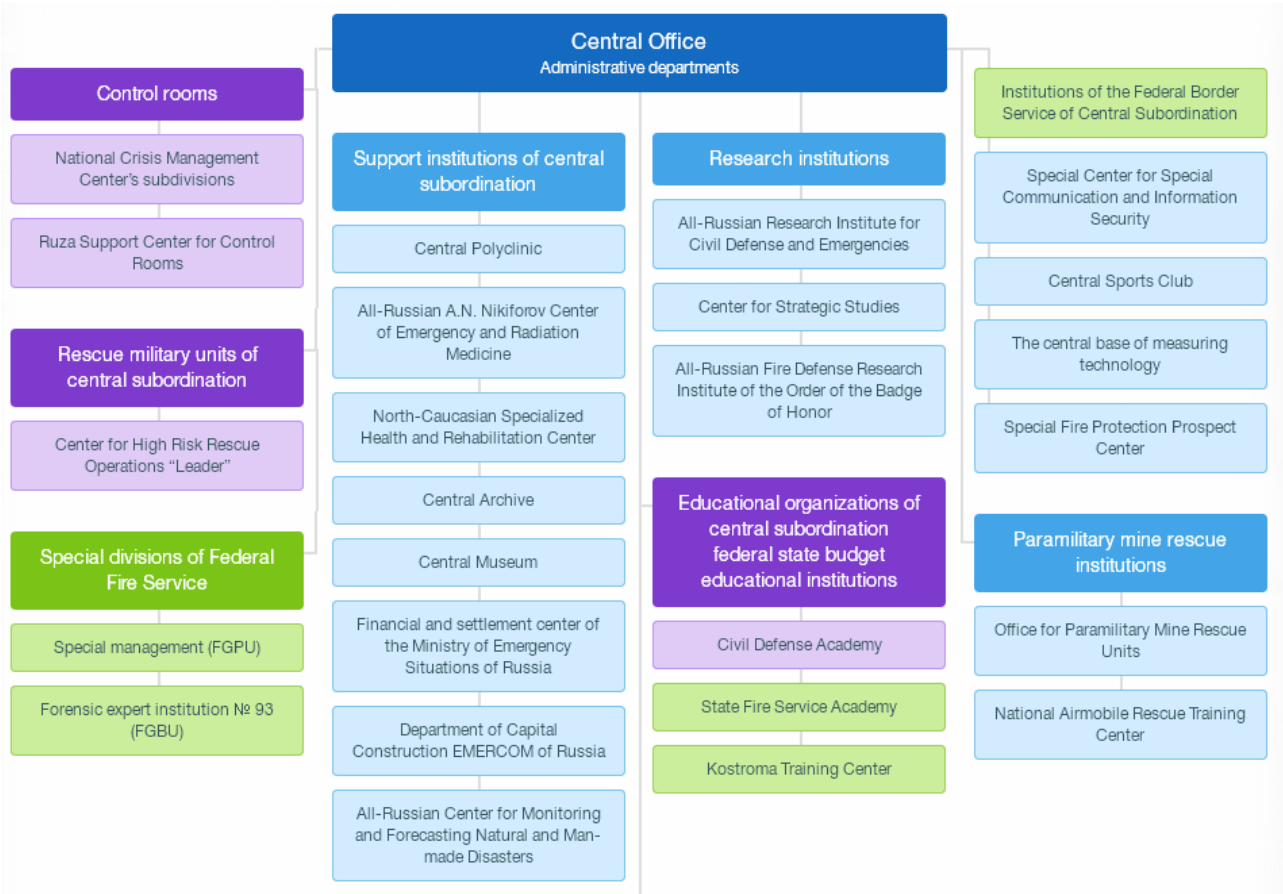 Central Office
Administrative departments
Control rooms
National Crisis Management
Center's subdivisions
Ruza Support Center for Control
Rooms
Rescue military units of
central subordination
Center for High Risk Rescue
Operations “Leader”
Special divisions of Federal
Fire Service
Special management (FGPU)
Forensic expert institution № 93
(FGBU)
Support institutions of central
subordination
Central Polyclinic
All-Russian A.N. Nikiforov Center
of Emergency and Radiation
Medicine
North-Caucasian Specialized
Health and Rehabilitation Center
Central Archive
Central Museum
Financial and settlement center of
the Ministry of Emergency
Situations of Russia
Department of Capital
Construction EMERCOM of Russia
All-Russian Center for Monitoring
and Forecasting Natural and Man-
made Disasters
Research institutions
All-Russian Research Institute for
Civil Defense and Emergencies
Center for Strategic Studies
All-Russian Fire Defense Research
Institute of the Order of the Badge
of Honor
Educational organizations of
central subordination
federal state budget
educational institutions
Civil Defense Academy
State Fire Service Academy
Kostroma Training Center
Institutions of the Federal Border
Service of Central Subordination
Special Center for Special
Communication and Information
Security
Central Sports Club
The central base of measuring
technology
Special Fire Protection Prospect
Center
Paramilitary mine rescue
institutions
Office for Paramilitary Mine Rescue
Units
National Airmobile Rescue Training
Center